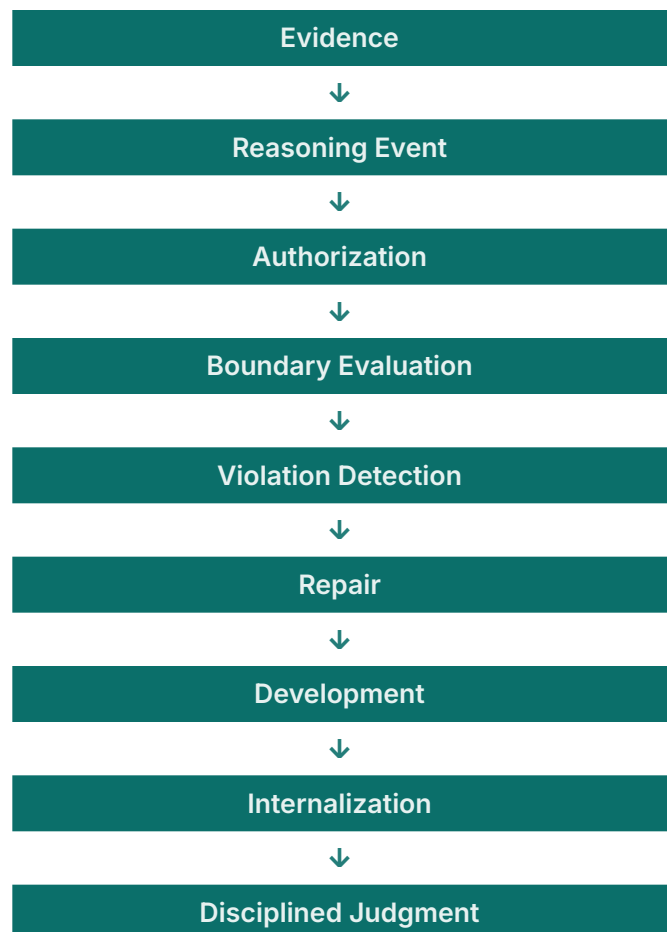 Evidence
↓
Reasoning Event
↓
Authorization
↓
Boundary Evaluation
↓
Violation Detection
↓
Repair
↓
Development
↓
Internalization
↓
Disciplined Judgment